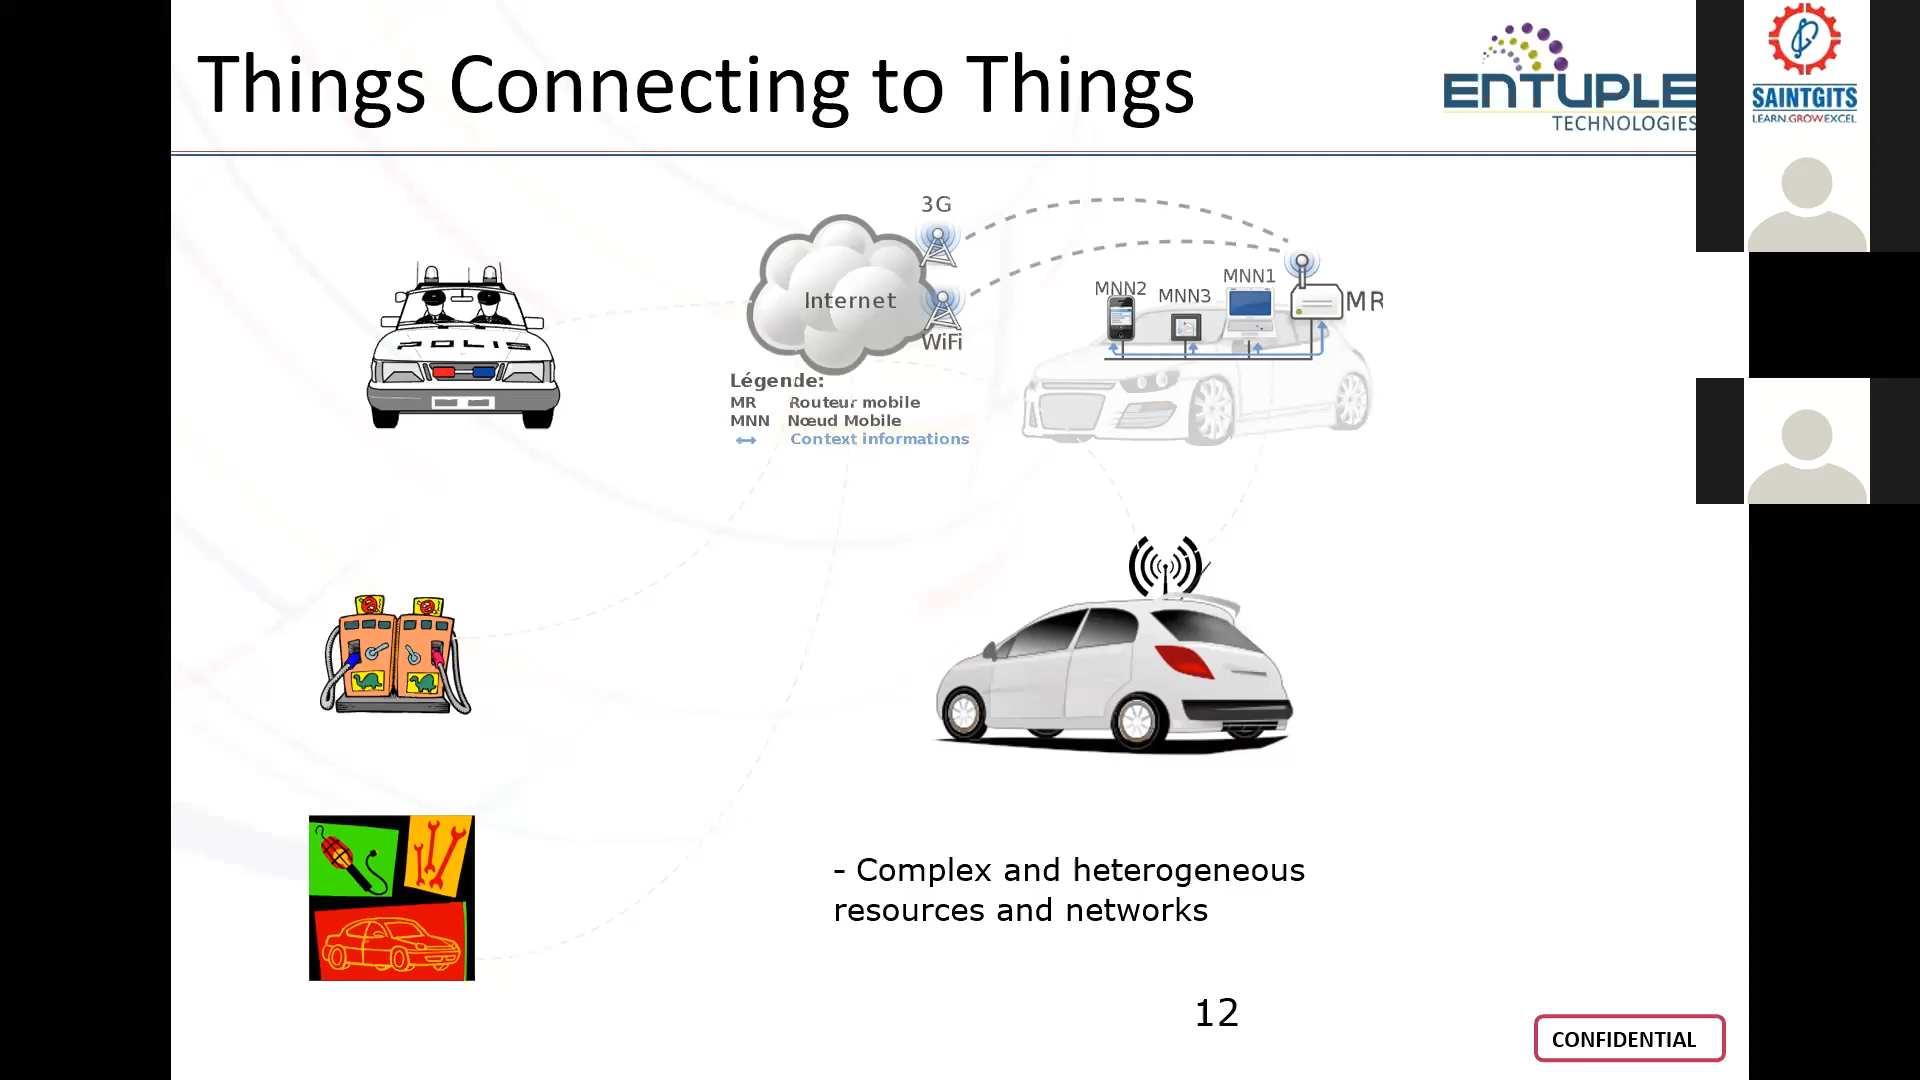 Things Connecting to Things
ENTUPLE
TECHNOLOGIES
SAINTGITS
LEARN.GROW.EXCEL
3G
Internet
WiFi
MNN2
MNN3
MNN1
MR
POLIS
Légende:
MR Routeur mobile
MNN Nœud Mobile
Context informations
- Complex and heterogeneous
resources and networks
12
CONFIDENTIAL